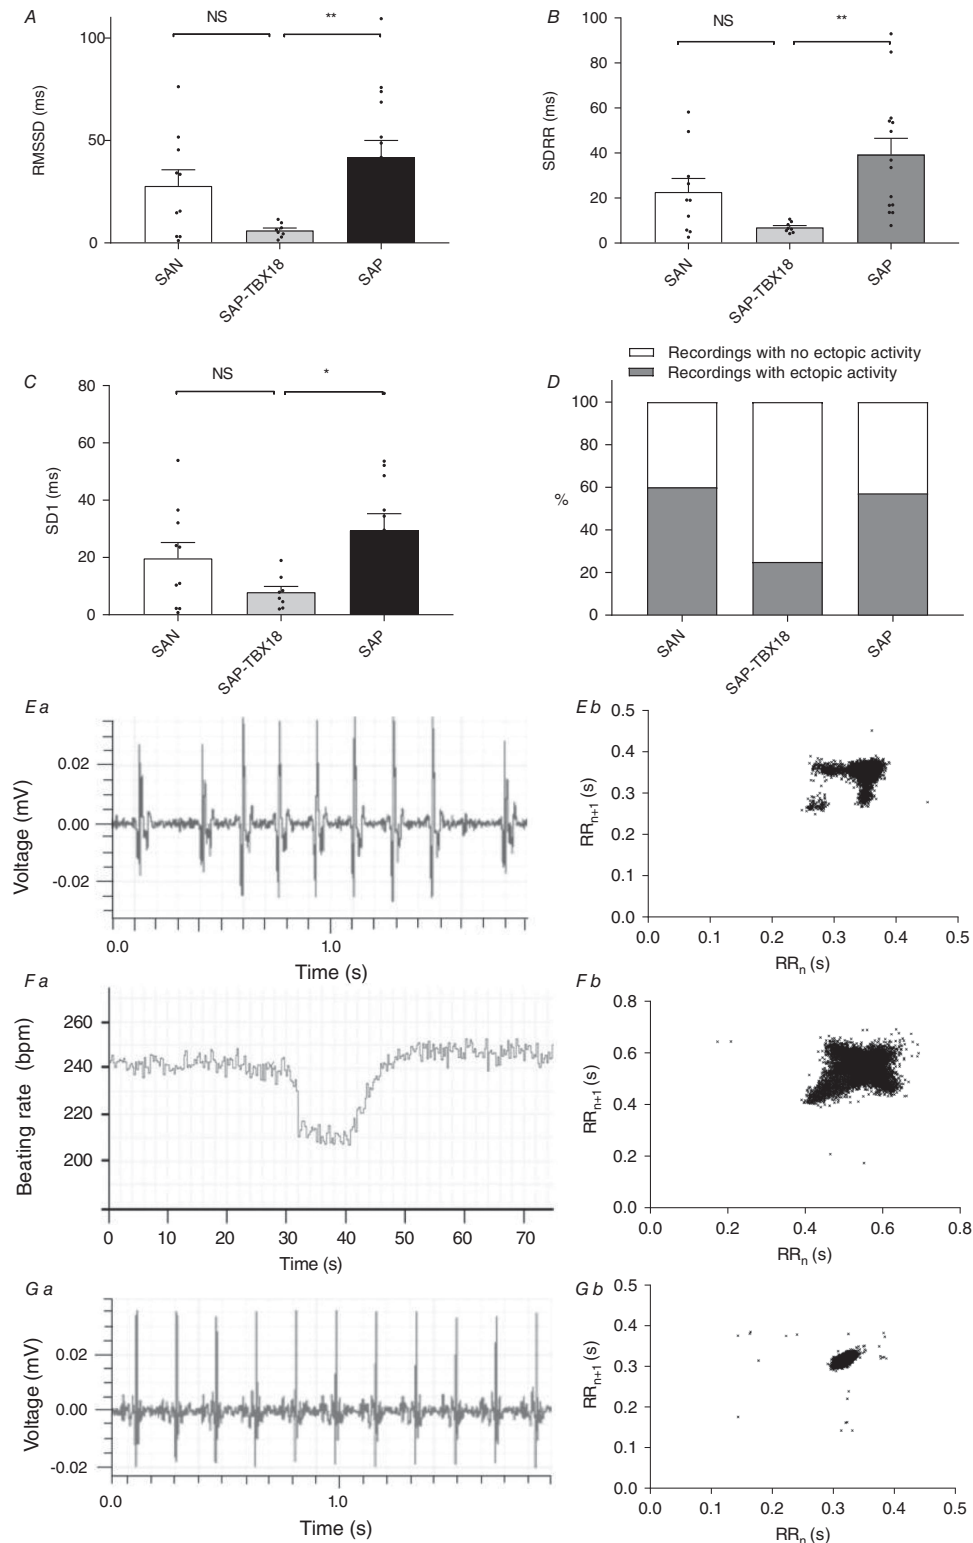 A
NS
**
100
50
0
RMSSD (ms)
SAN
SAP-TBX18
SAP
B
NS
**
100
80
60
40
20
0
SDRR (ms)
SAN
SAP-TBX18
SAP
C
NS
*
80
60
40
20
0
SD1 (ms)
SAN
SAP-TBX18
SAP
Recordings with no ectopic activity
Recordings with ectopic activity
D
100
80
60
40
20
0
%
SAN
SAP-TBX18
SAP
E a
0.02
0.00
-0.02
Voltage (mV)
0.0
1.0
Time (s)
E b
0.5
0.4
0.3
0.2
0.1
0.0
RRn+1 (s)
0.0 0.1 0.2 0.3 0.4 0.5
RRn (s)
F a
260
240
220
200
Beating rate (bpm)
0 10 20 30 40 50 60 70
Time (s)
F b
0.8
0.6
0.4
0.2
0.0
RRn+1 (s)
0.0 0.2 0.4 0.6 0.8
RRn (s)
G a
0.02
0.00
-0.02
Voltage (mV)
0.0
1.0
Time (s)
G b
0.5
0.4
0.3
0.2
0.1
0.0
RRn+1 (s)
0.0 0.1 0.2 0.3 0.4 0.5
RRn (s)